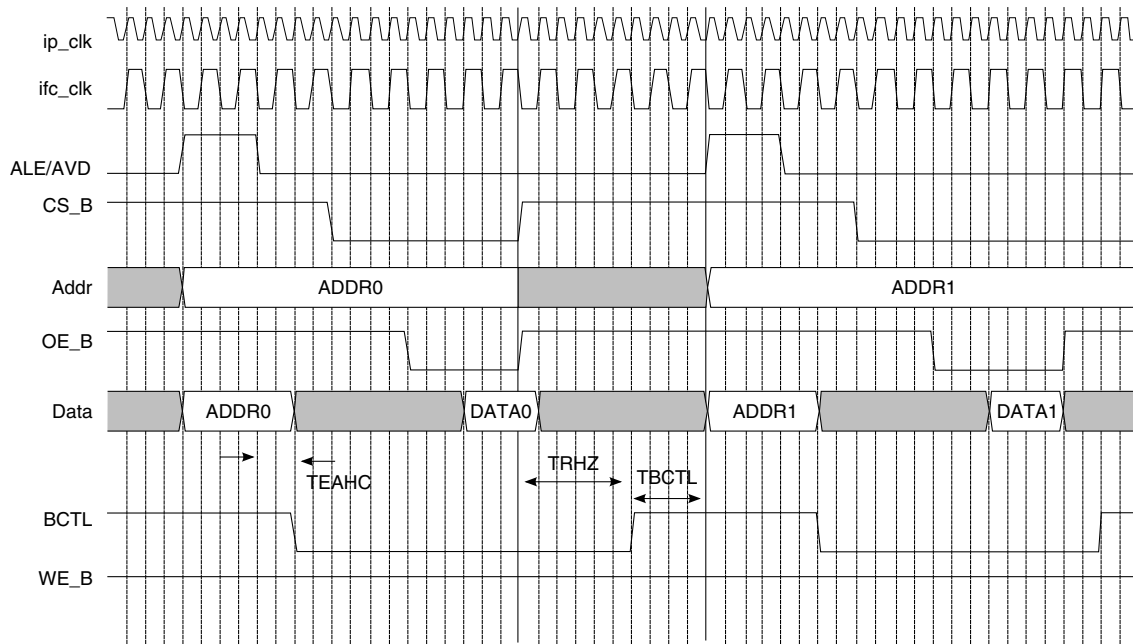 ip_clk
ifc_clk
ALE/AVD
CS_B
Addr
ADDR0
ADDR1
OE_B
Data
ADDR0
DATA0
ADDR1
DATA1
TEAHC
TRHZ
TBCTL
BCTL
WE_B